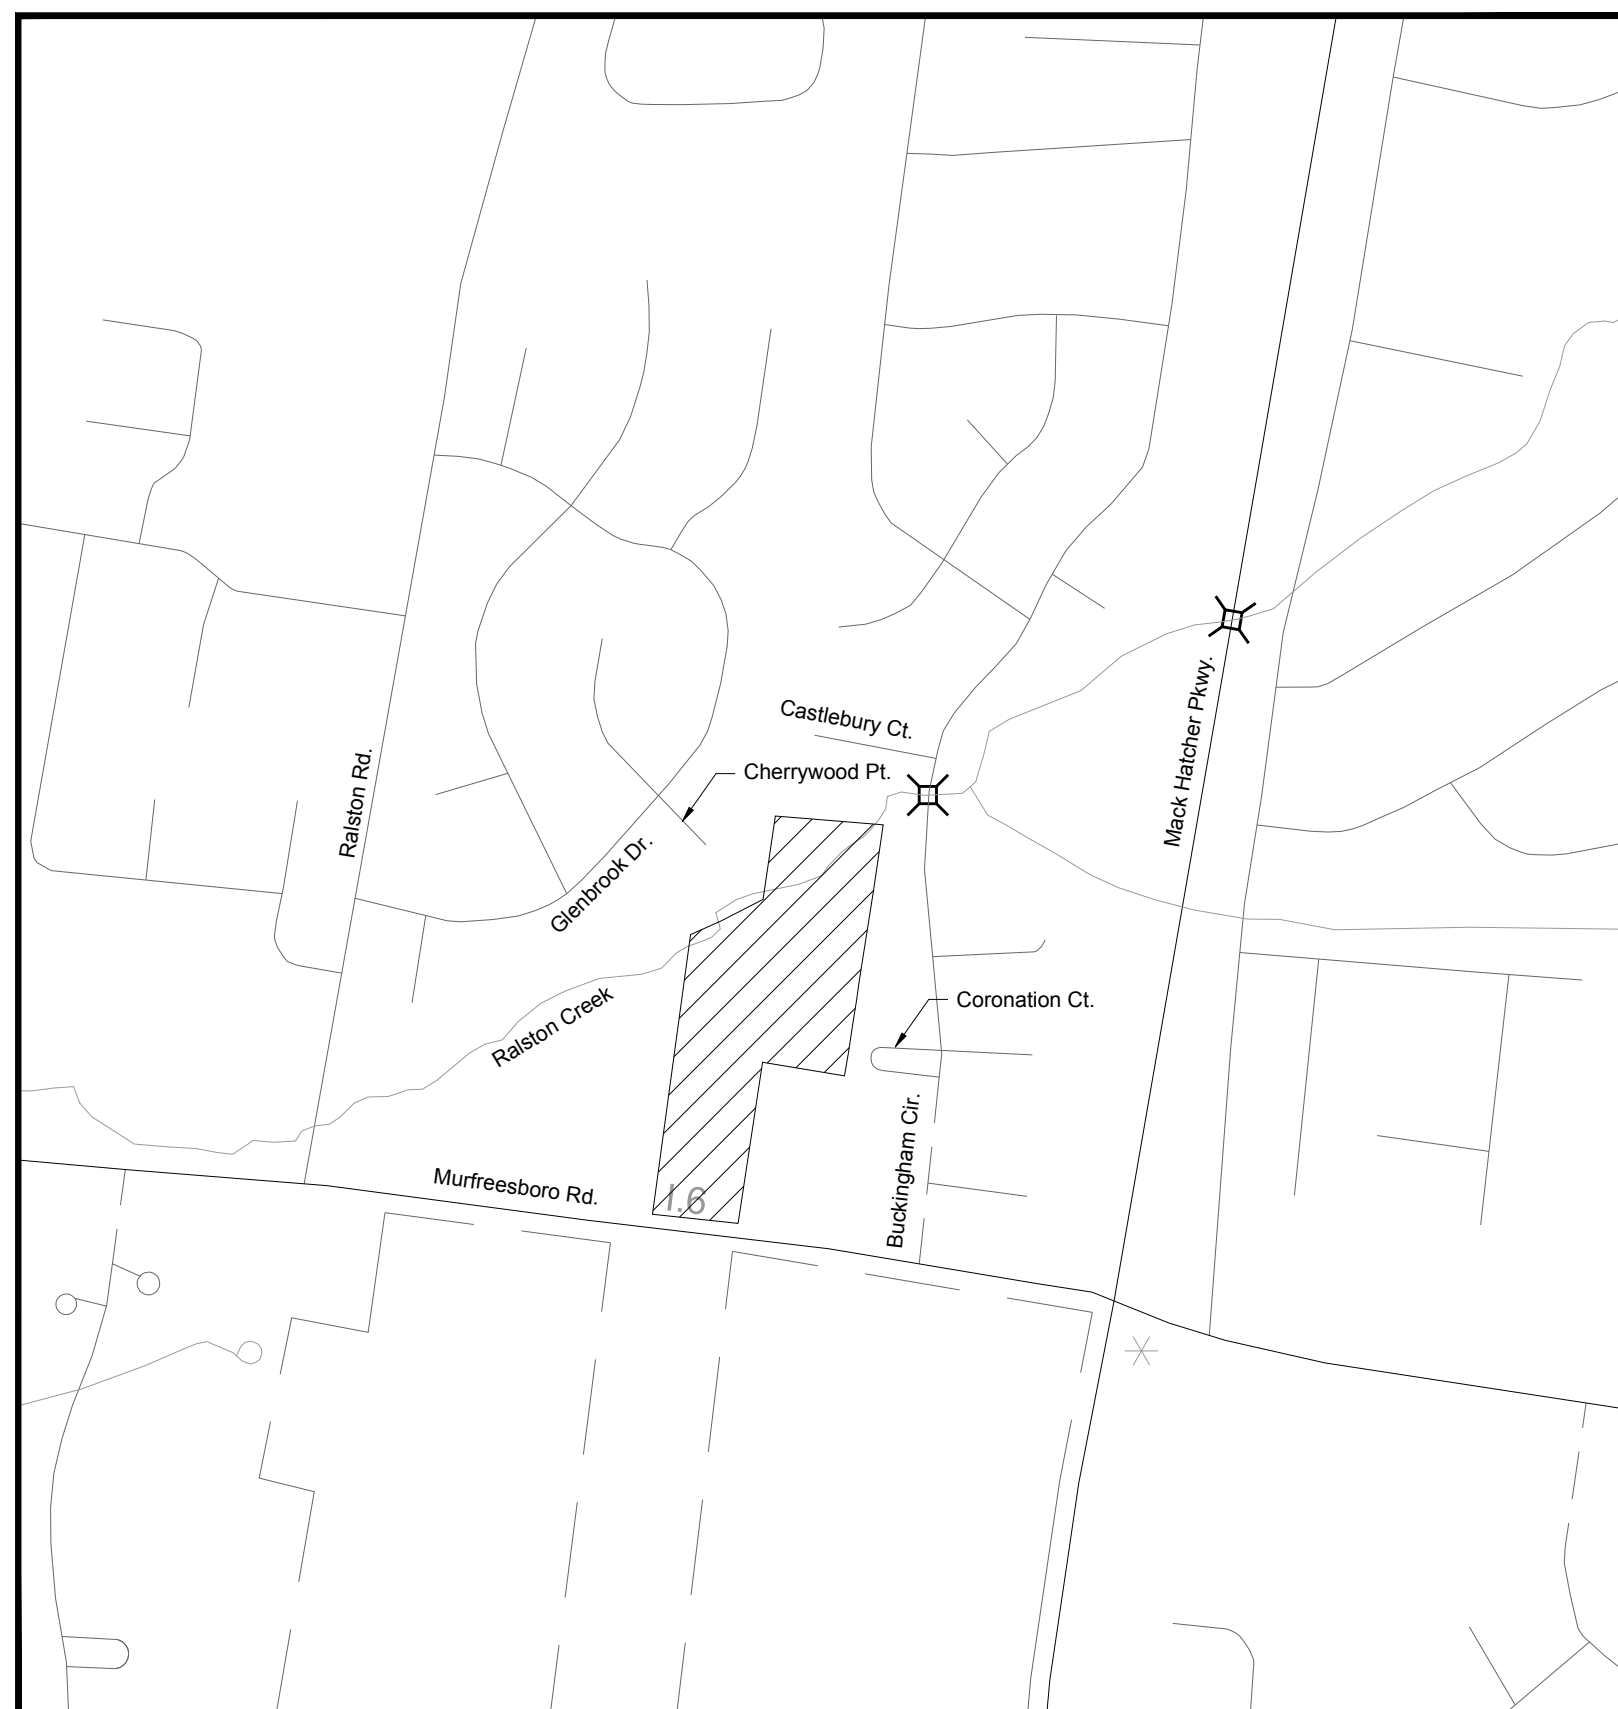 Castlebury Ct.
Mack Hatcher Pkwy.
Ralston Rd.
Cherrywood Pt.
Glenbrook Dr.
Ralston Creek
Coronation Ct.
Buckingham Cir.
Murfreesboro Rd.
I.6